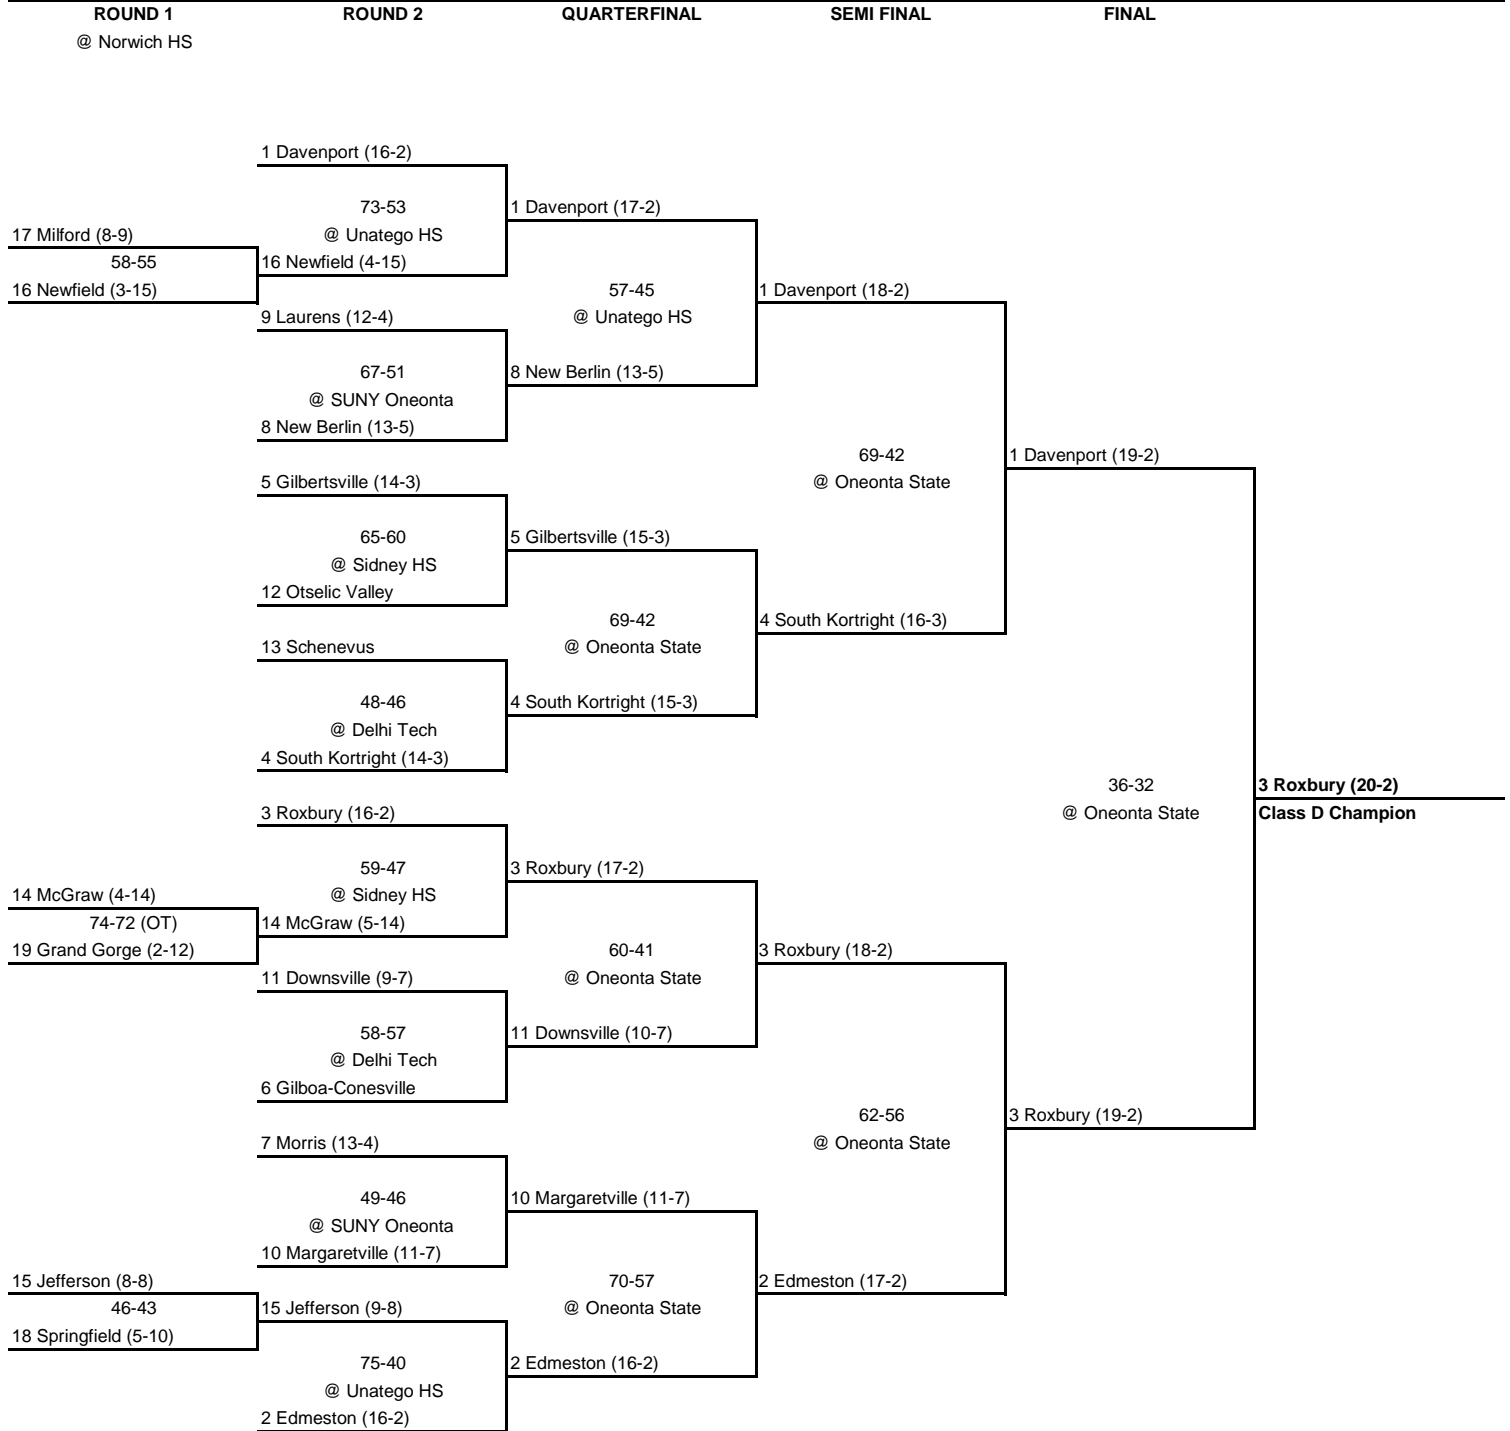 ROUND 1 ROUND 2 QUARTERFINAL SEMI FINAL FINAL
@ Norwich HS
1 Davenport (16-2)
73-53 1 Davenport (17-2)
17 Milford (8-9) @ Unatego HS
58-55 16 Newfield (4-15)
16 Newfield (3-15) 57-45 1 Davenport (18-2)
9 Laurens (12-4) @ Unatego HS
67-51 8 New Berlin (13-5)
@ SUNY Oneonta
8 New Berlin (13-5)
69-42 1 Davenport (19-2)
5 Gilbertsville (14-3) @ Oneonta State
65-60 5 Gilbertsville (15-3)
@ Sidney HS
12 Otselic Valley
69-42 4 South Kortright (16-3)
13 Schenevus @ Oneonta State
48-46 4 South Kortright (15-3)
@ Delhi Tech
4 South Kortright (14-3)
36-32 3 Roxbury (20-2)
3 Roxbury (16-2) @ Oneonta State Class D Champion
59-47 3 Roxbury (17-2)
14 McGraw (4-14) @ Sidney HS
74-72 (OT) 14 McGraw (5-14)
19 Grand Gorge (2-12) 60-41 3 Roxbury (18-2)
11 Downsville (9-7) @ Oneonta State
58-57 11 Downsville (10-7)
@ Delhi Tech
6 Gilboa-Conesville
62-56 3 Roxbury (19-2)
7 Morris (13-4) @ Oneonta State
49-46 10 Margaretville (11-7)
@ SUNY Oneonta
10 Margaretville (11-7)
15 Jefferson (8-8) 70-57 2 Edmeston (17-2)
46-43 15 Jefferson (9-8) @ Oneonta State
18 Springfield (5-10)
75-40 2 Edmeston (16-2)
@ Unatego HS
2 Edmeston (16-2)